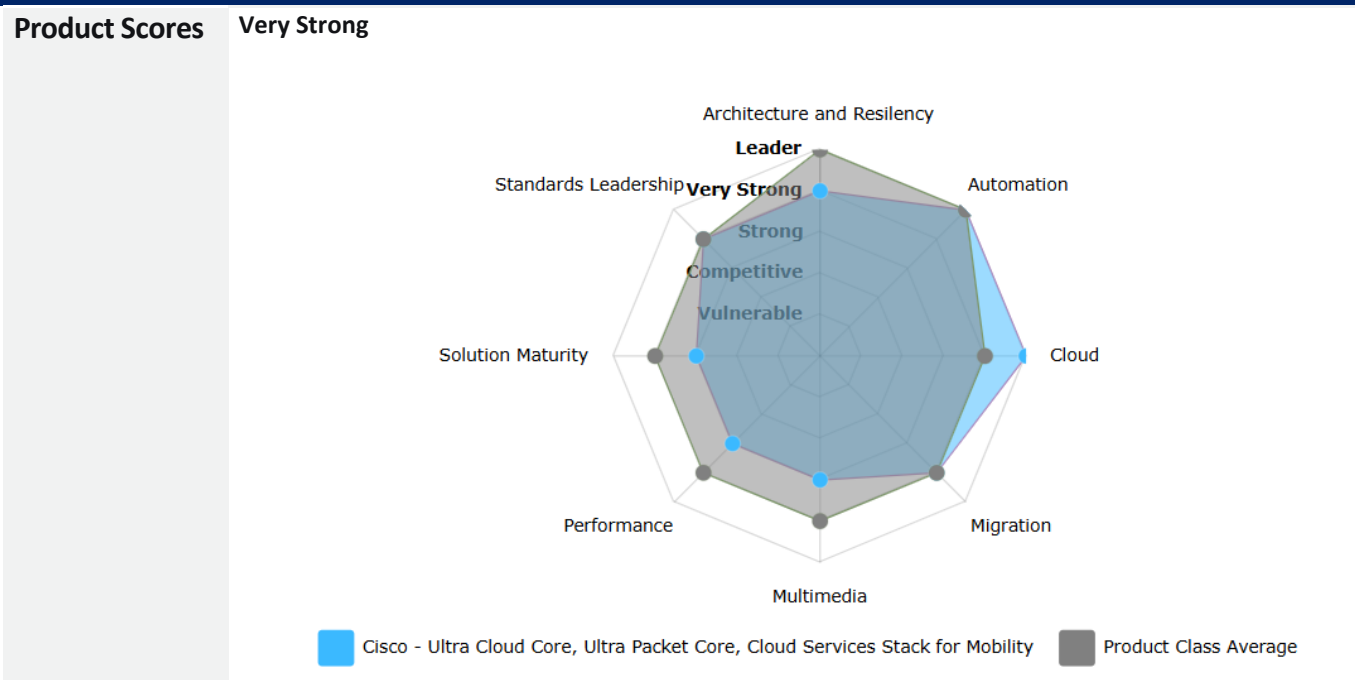 Product Scores
Very Strong
Architecture and Resilency
Leader
Standards Leadership
Very Strong
Automation
Strong
Competitive
Vulnerable
Solution Maturity
Cloud
Performance
Migration
Multimedia
Cisco - Ultra Cloud Core, Ultra Packet Core, Cloud Services Stack for Mobility
Product Class Average